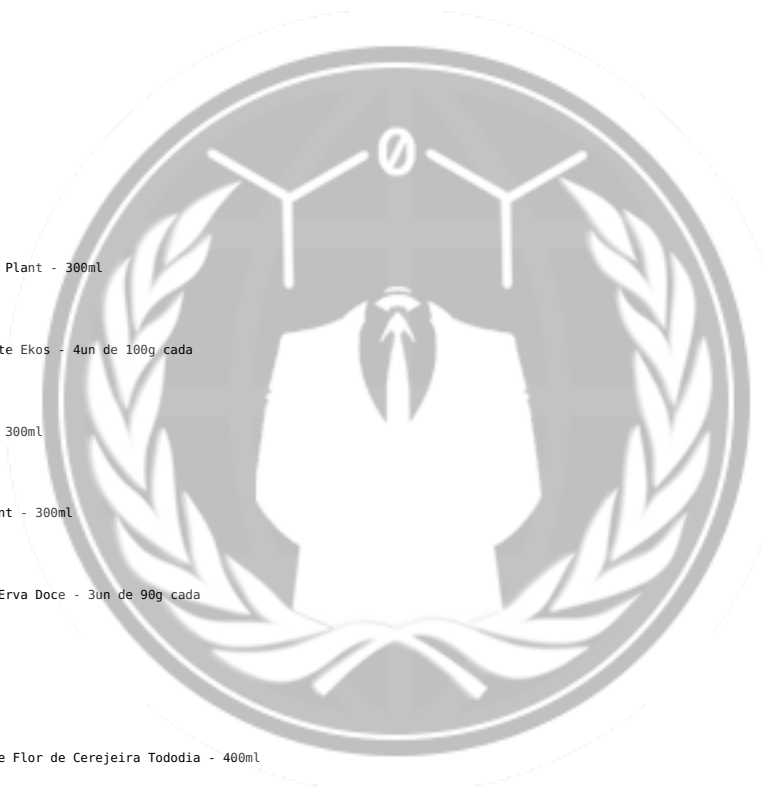 0
Plant - 300ml
te Ekos - 4un de 100g cada
300ml
nt - 300ml
Erva Doce - 3un de 90g cada
e Flor de Cerejeira Tododia - 400ml